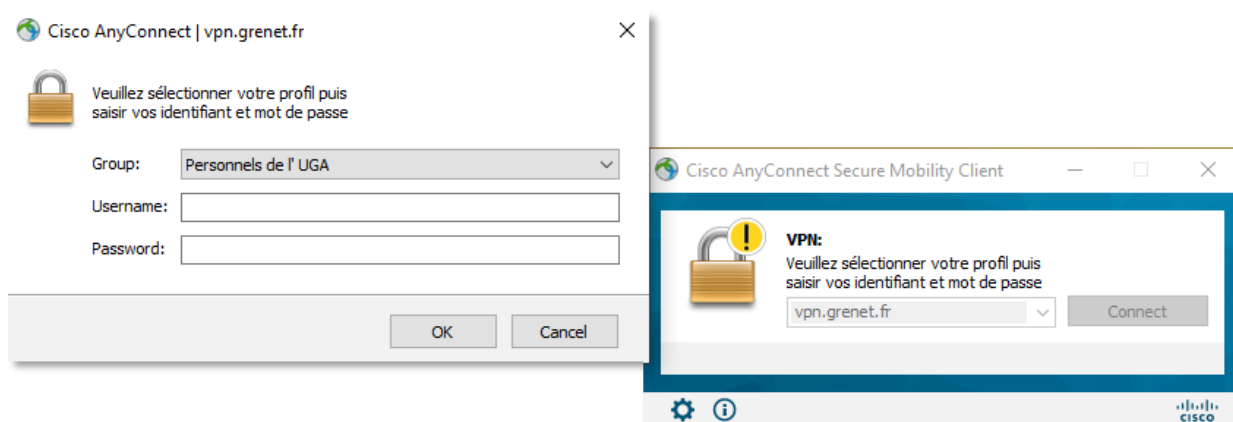 Cisco AnyConnect | vpn.grenet.fr
Veuillez sélectionner votre profil puis
saisir vos identifiant et mot de passe
Group:
Personnels de l' UGA
Username:
Password:
OK
Cancel
Cisco AnyConnect Secure Mobility Client
VPN:
Veuillez sélectionner votre profil puis
saisir vos identifiant et mot de passe
vpn.grenet.fr
Connect
CISCO